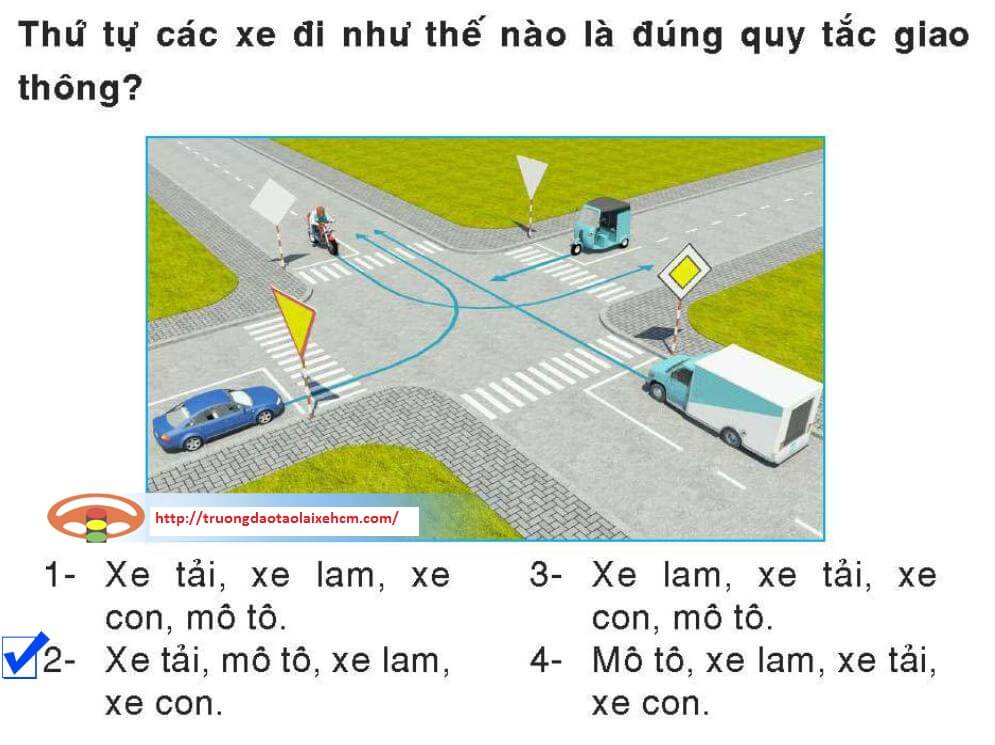 Thứ tự các xe đi như thế nào là đúng quy tắc giao
thông?
http://truongdaotaolaixehcm.com/
1- Xe tải, xe lam, xe
con, mô tô.
2- Xe tải, mô tô, xe lam,
xe con.
3- Xe lam, xe tải, xe
con, mô tô.
4- Mô tô, xe lam, xe tải,
xe con.